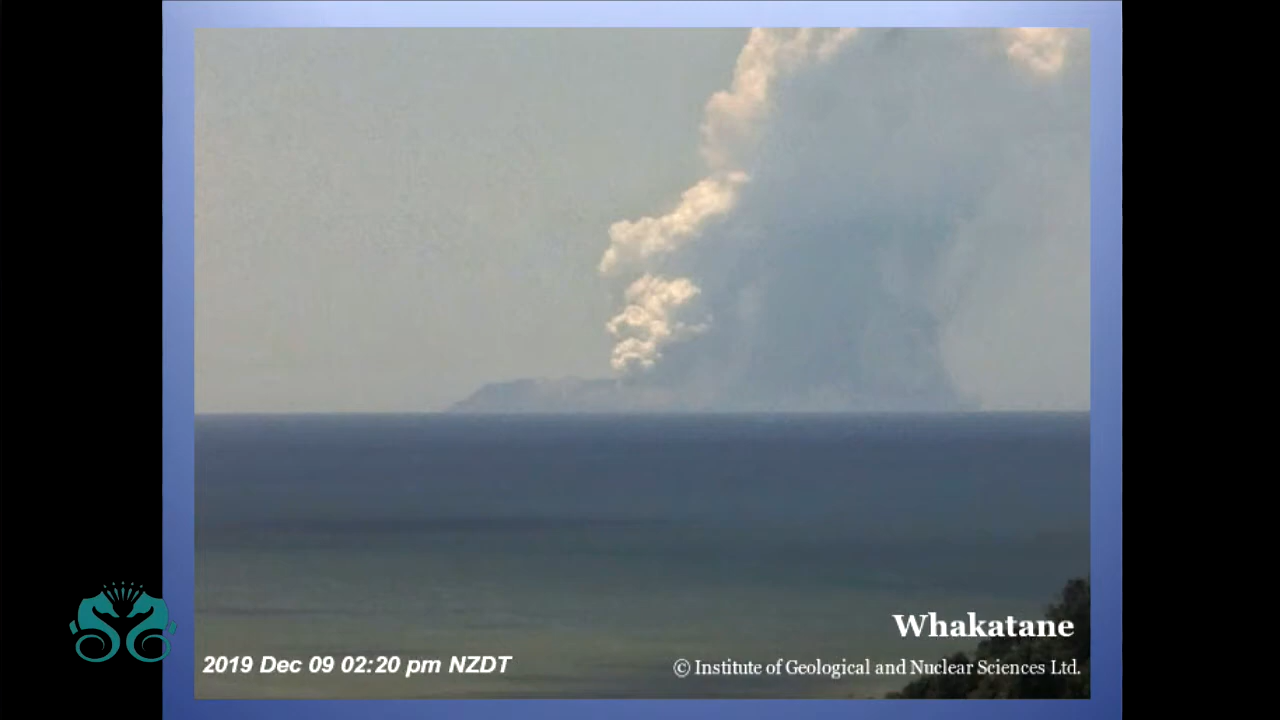 Whakatane
2019 Dec 09 02:20 pm NZDT
© Institute of Geological and Nuclear Sciences Ltd.